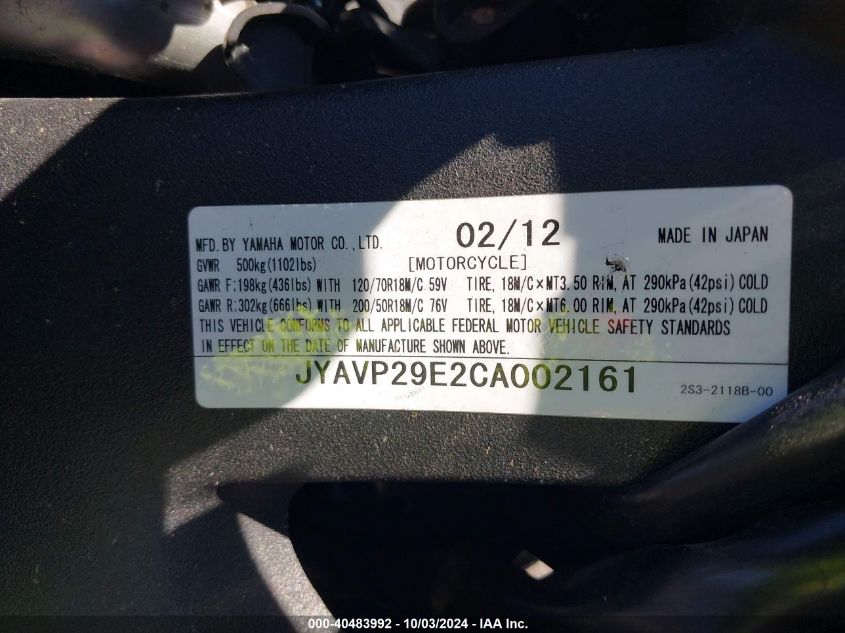 MFD. BY YAMAHA MOTOR CO., LTD. 02/12 MADE IN JAPAN
GVWR 500kg(1102lbs) [MOTORCYCLE]
GAWR F:198kg(436lbs) WITH 120/70R18M/C 59V TIRE, 18M/C×MT3.50 RIM, AT 290kPa(42psi) COLD
GAWR R:302kg(666lbs) WITH 200/50R18M/C 76V TIRE, 18M/C×MT6.00 RIM, AT 290kPa(42psi) COLD
THIS VEHICLE CONFORMS TO ALL APPLICABLE FEDERAL MOTOR VEHICLE SAFETY STANDARDS
IN EFFECT ON THE DATE OF MANUFACTURE SHOWN ABOVE.
JYAVP29E2CA002161 2S3-2118B-00
000-40483992 - 10/03/2024 - IAA Inc.